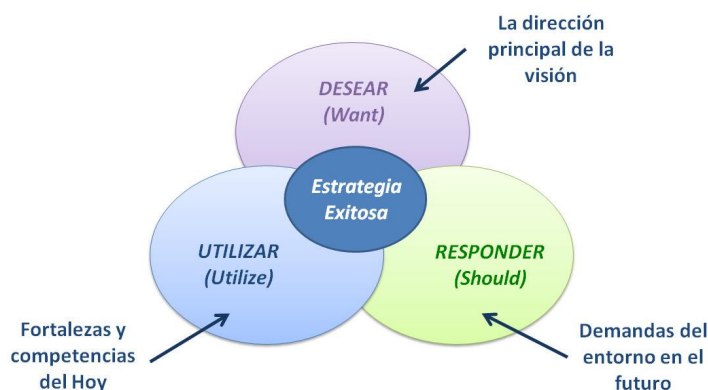 La dirección
principal de la
visión
DESEAR
(Want)
Estrategia
Exitosa
UTILIZAR
(Utilize)
RESPONDER
(Should)
Fortalezas y
competencias
del Hoy
Demandas del
entorno en el
futuro